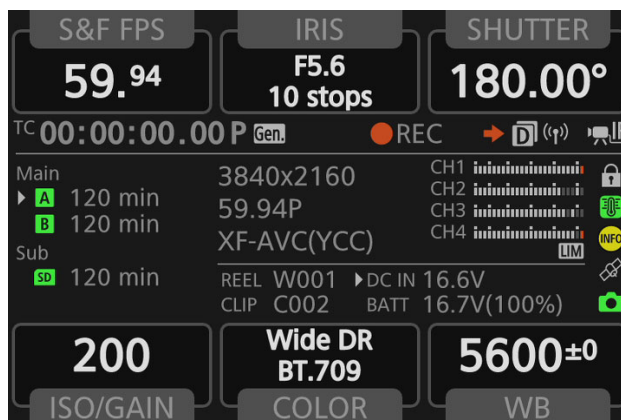 S&F FPS IRIS SHUTTER
59.94 F5.6 180.00°
10 stops
TC 00:00:00.00 P Gen. REC D
Main 3840x2160 CH1
A 120 min 59.94P CH2
B 120 min XF-AVC(YCC) CH3
CH4
LIM
INFO
Sub
SD 120 min REEL W001 DC IN 16.6V
CLIP C002 BATT 16.7V(100%)
200 Wide DR 5600±0
BT.709
ISO/GAIN COLOR WB